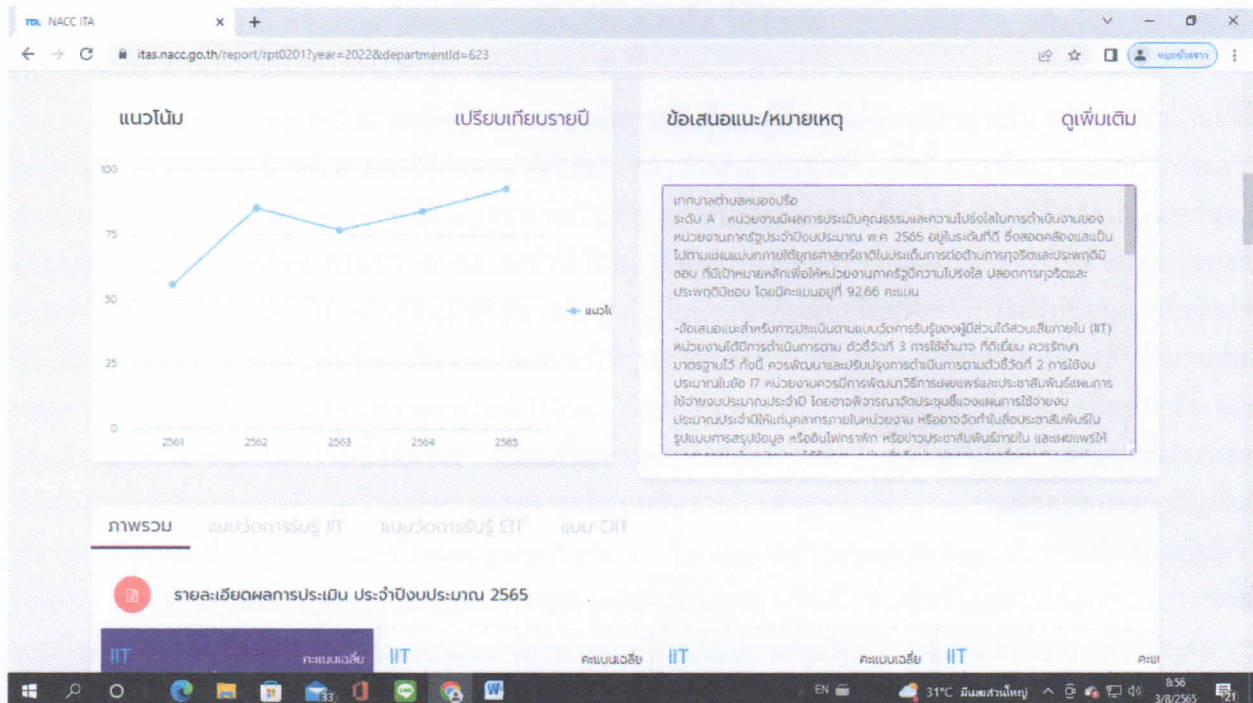 ITA NACC ITA
itas.nacc.go.th/report/rpt0201?year=2022&departmentId=623
แนวโน้ม
เปรียบเทียบรายปี
100
75
50
25
0
2561 2562 2563 2564 2565
ข้อเสนอแนะ/หมายเหตุ
ดูเพิ่มเติม
เทศบาลตำบลหนองปรือ
ระดับ A : หน่วยงานมีผลการประเมินคุณธรรมและความโปร่งใสในการดำเนินงานของ
หน่วยงานภาครัฐประจำปีงบประมาณ พ.ศ. 2565 อยู่ในระดับที่ดี ซึ่งสอดคล้องและเป็น
ไปตามแผนแม่บทภายใต้ยุทธศาสตร์ชาติในประเด็นการต่อต้านการทุจริตและประพฤติมิ
ชอบ ที่มีเป้าหมายหลักเพื่อให้หน่วยงานภาครัฐมีความโปร่งใส ปลอดการทุจริตและ
ประพฤติมิชอบ โดยมีคะแนนอยู่ที่ 92.66 คะแนน
-ข้อเสนอแนะสำหรับการประเมินตามแบบวัดการรับรู้ของผู้มีส่วนได้ส่วนเสียภายใน (IIT)
หน่วยงานได้มีการดำเนินการตาม ตัวชี้วัดที่ 3 การใช้อำนาจ ที่ดีเยี่ยม ควรรักษา
มาตรฐานไว้ ทั้งนี้ ควรพัฒนาและปรับปรุงการดำเนินการตามตัวชี้วัดที่ 2 การใช้งบ
ประมาณในข้อ I7 หน่วยงานควรมีการพัฒนาวิธีการเผยแพร่และประชาสัมพันธ์แผนการ
ใช้จ่ายงบประมาณประจำปี โดยอาจพิจารณาจัดประชุมชี้แจงแผนการใช้จ่ายงบ
ประมาณประจำปีให้แก่บุคลากรภายในหน่วยงาน หรืออาจจัดทำในสื่อประชาสัมพันธ์ใน
รูปแบบการสรุปข้อมูล หรืออินโฟกราฟิก หรือข่าวประชาสัมพันธ์ภายใน และเผยแพร่ให้
ภาพรวม แบบวัดการรับรู้ IIT แบบวัดการรับรู้ EIT แบบ OIT
รายละเอียดผลการประเมิน ประจำปีงบประมาณ 2565
IIT คะแนนเฉลี่ย IIT คะแนนเฉลี่ย IIT คะแนนเฉลี่ย IIT
33
EN
31°C มีเมฆส่วนใหญ่
8:56
3/8/2565
21